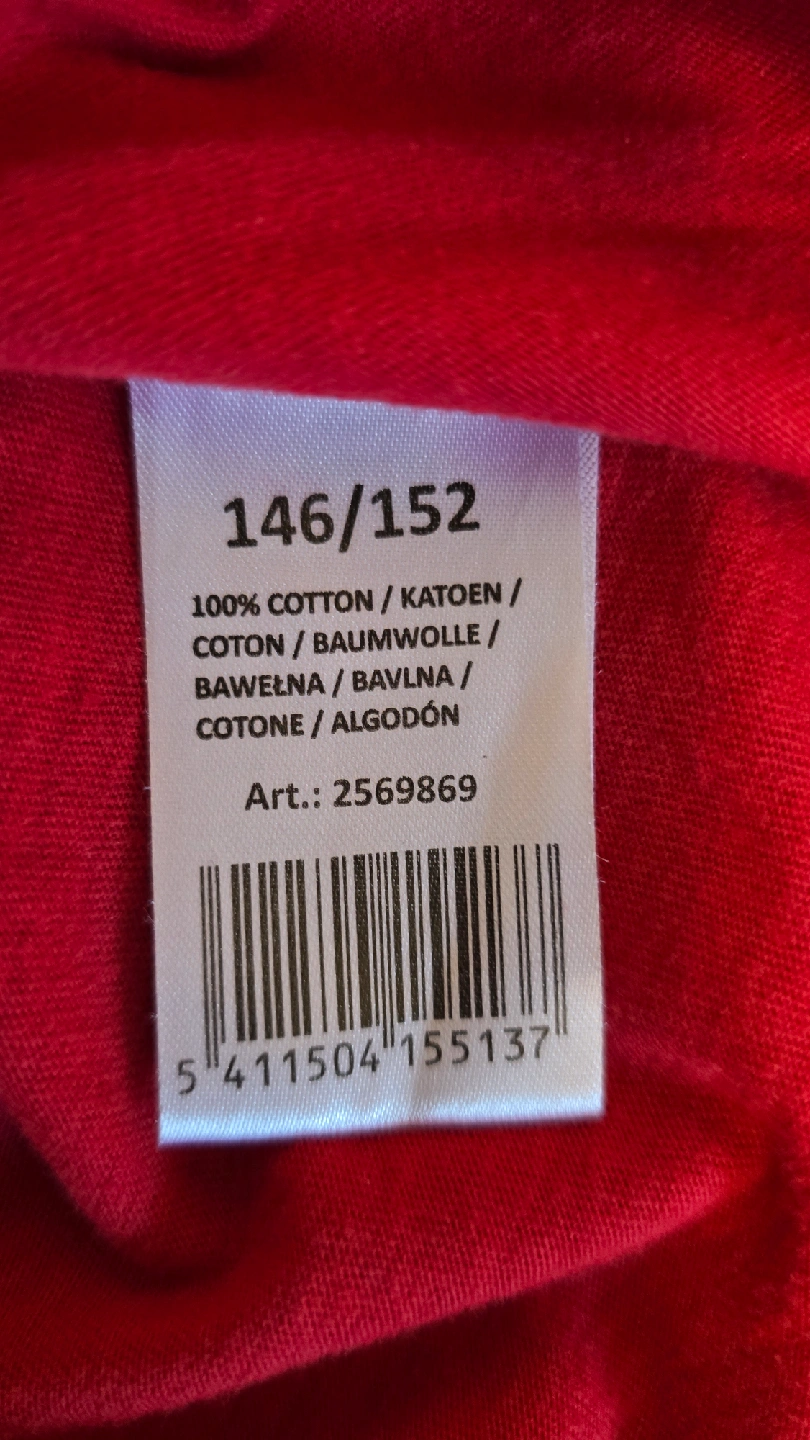 146/152
100% COTTON / KATOEN /
COTON / BAUMWOLLE /
BAWEŁNA / BAVLNA /
COTONE / ALGODÓN
Art.: 2569869
5 411504 155137